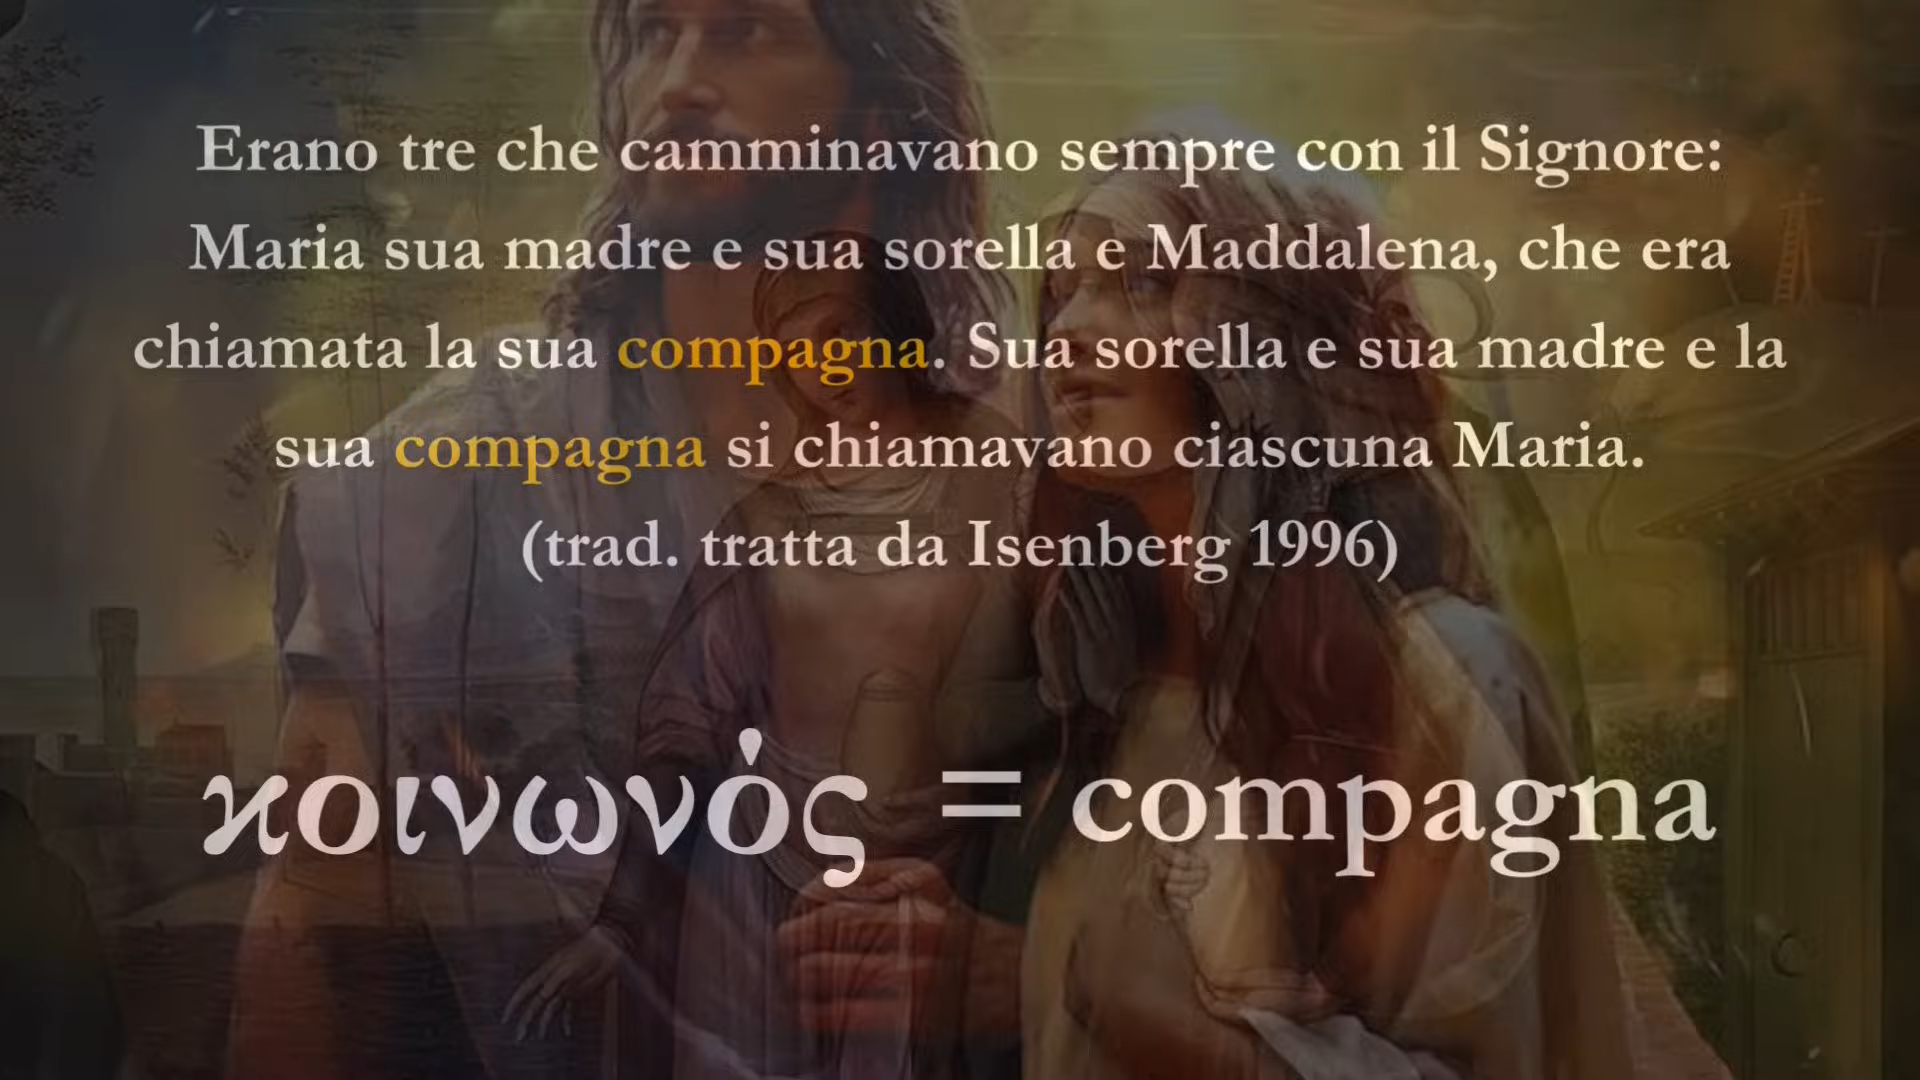 Erano tre che camminavano sempre con il Signore:
Maria sua madre e sua sorella e Maddalena, che era
chiamata la sua compagna. Sua sorella e sua madre e la
sua compagna si chiamavano ciascuna Maria.
(trad. tratta da Isenberg 1996)
ϰοινωνός = compagna